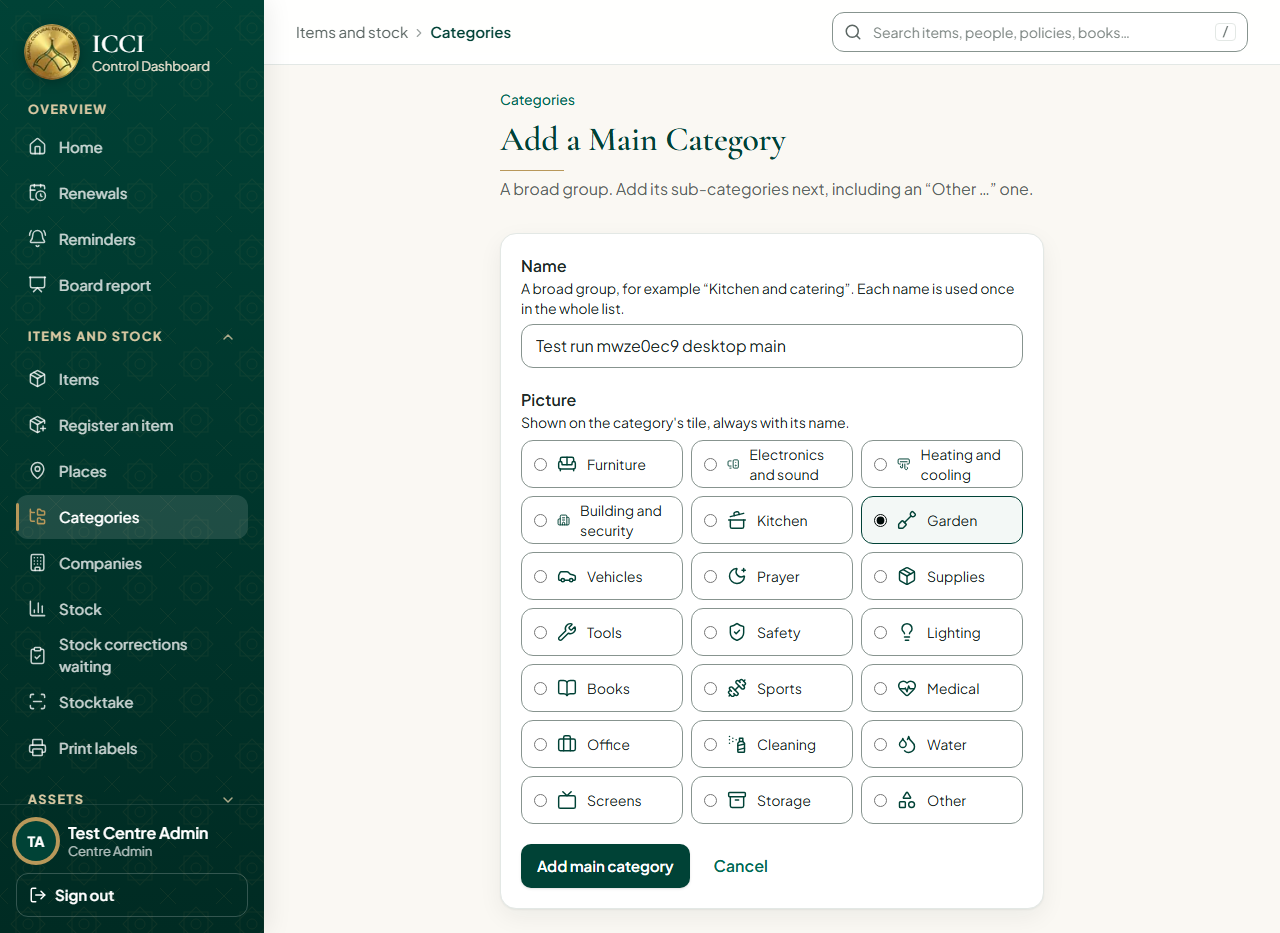 ICCI
Control Dashboard
OVERVIEW
Home
Renewals
Reminders
Board report
ITEMS AND STOCK
Items
Register an item
Places
Categories
Companies
Stock
Stock corrections
waiting
Stocktake
Print labels
ASSETS
TA
Test Centre Admin
Centre Admin
Sign out
Items and stock › Categories
Search items, people, policies, books… /
Categories
Add a Main Category
A broad group. Add its sub-categories next, including an “Other …” one.
Name
A broad group, for example “Kitchen and catering”. Each name is used once
in the whole list.
Test run mwze0ec9 desktop main
Picture
Shown on the category's tile, always with its name.
Furniture
Electronics
and sound
Heating and
cooling
Building and
security
Kitchen
Garden
Vehicles
Prayer
Supplies
Tools
Safety
Lighting
Books
Sports
Medical
Office
Cleaning
Water
Screens
Storage
Other
Add main category
Cancel